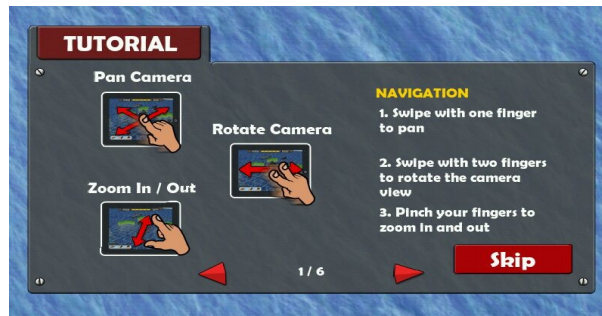 TUTORIAL
Pan Camera
Rotate Camera
Zoom In / Out
NAVIGATION
1. Swipe with one finger
to pan
2. Swipe with two fingers
to rotate the camera
view
3. Pinch your fingers to
zoom in and out
1 / 6
Skip